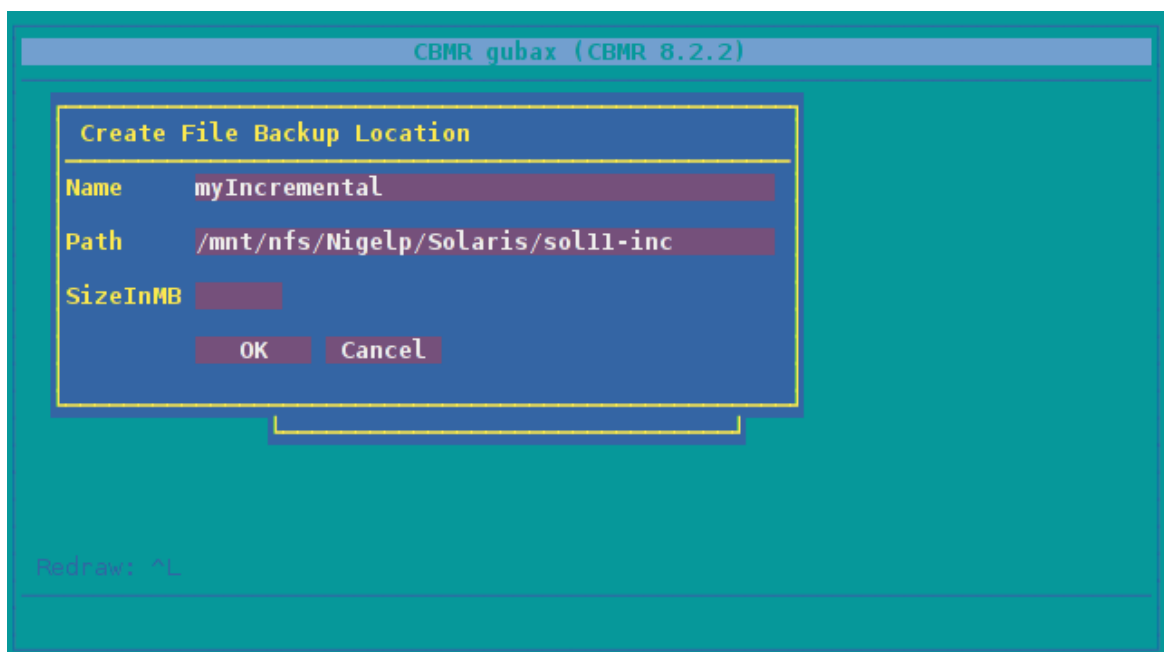 CBMR gubax (CBMR 8.2.2)
Create File Backup Location
Name myIncremental
Path /mnt/nfs/Nigelp/Solaris/sol11-inc
SizeInMB
OK Cancel
Redraw: ^L